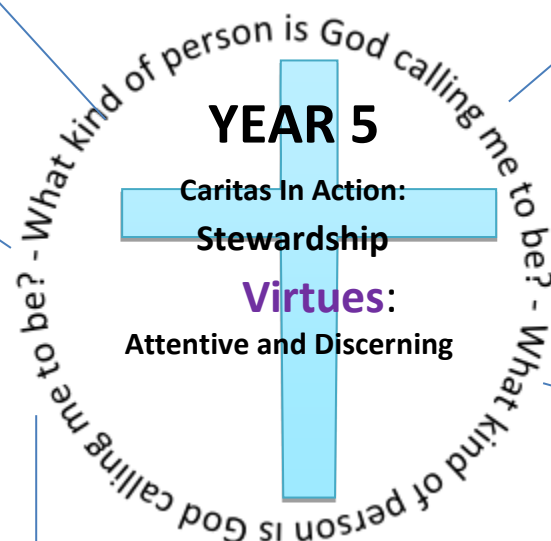 What kind of person is God calling me to be? - What kind of person is God calling me to be? -
YEAR 5
Caritas In Action:
Stewardship
Virtues:
Attentive and Discerning